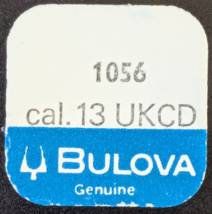 1056
cal. 13 UKCD
BULOVA
Genuine